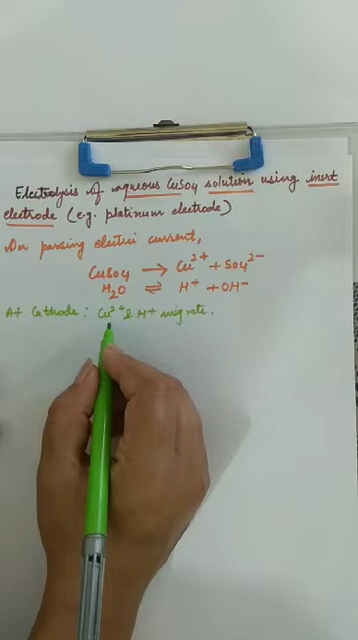 Electrolysis of aqueous CuSO4 solution using inert
electrode (e.g. platinum electrode)
On passing electric current,
CuSO4 → Cu²⁺ + SO4²⁻
H₂O ⇌ H⁺ + OH⁻
At Cathode : Cu²⁺ & H⁺ migrate.